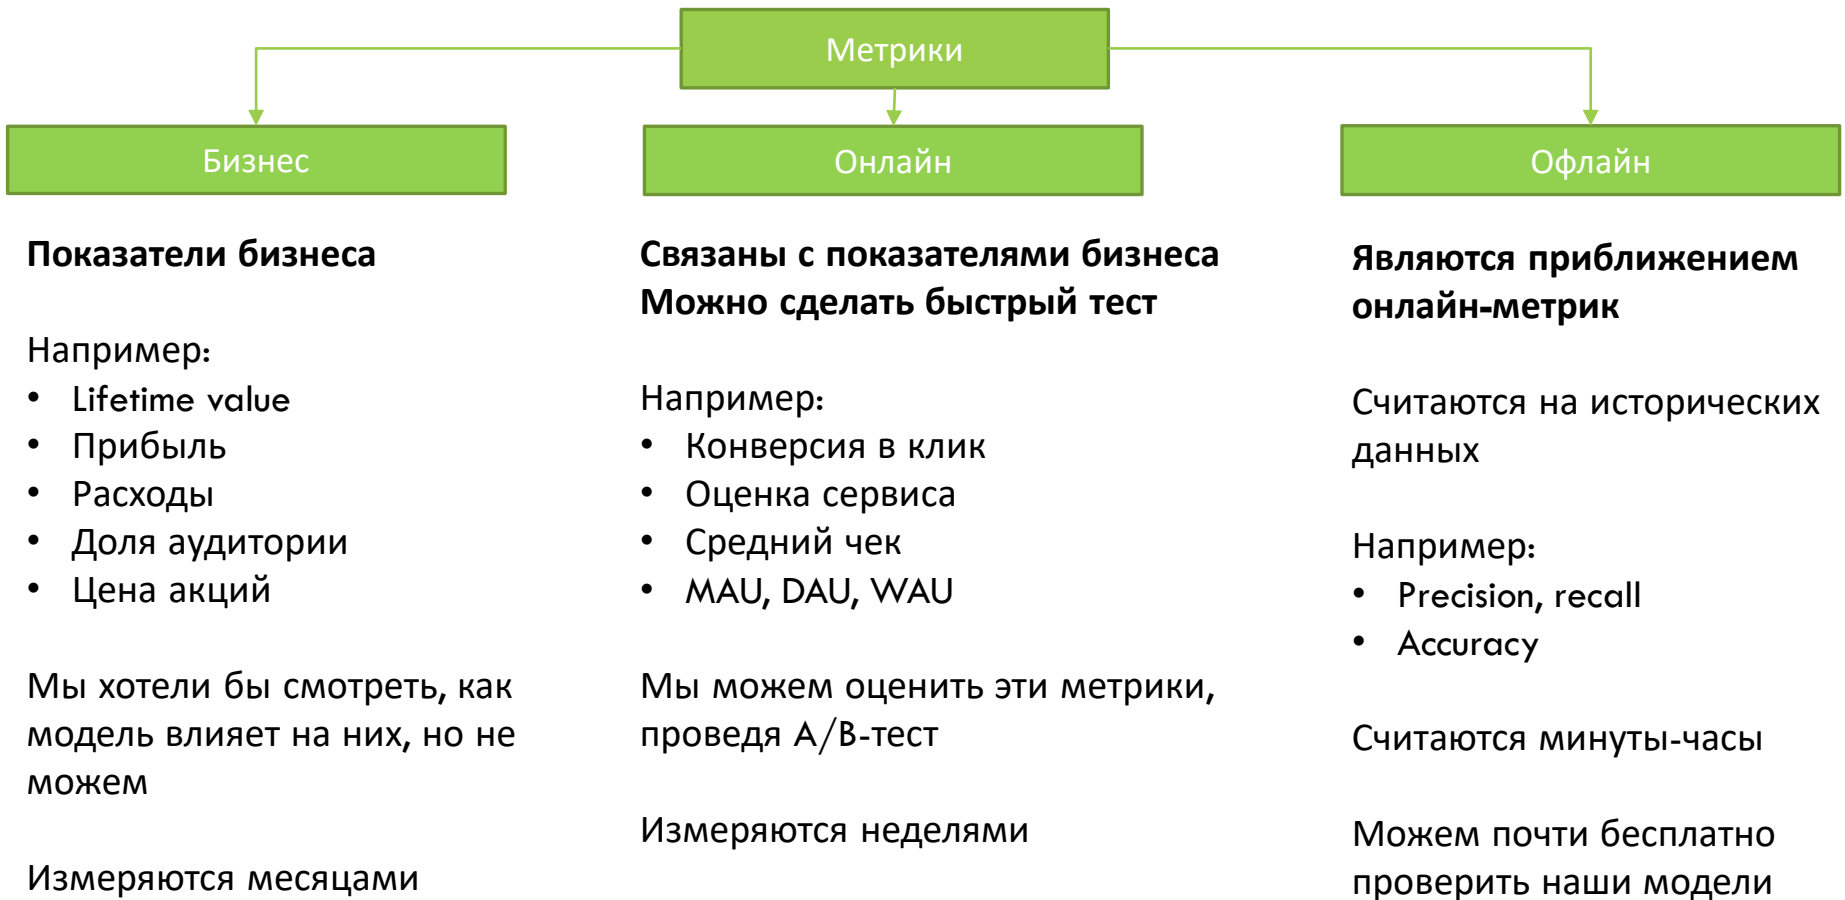 Метрики
Бизнес
Онлайн
Офлайн
Показатели бизнеса
Например:
• Lifetime value
• Прибыль
• Расходы
• Доля аудитории
• Цена акций
Мы хотели бы смотреть, как
модель влияет на них, но не
можем
Измеряются месяцами
Связаны с показателями бизнеса
Можно сделать быстрый тест
Например:
• Конверсия в клик
• Оценка сервиса
• Средний чек
• MAU, DAU, WAU
Мы можем оценить эти метрики,
проведя A/B-тест
Измеряются неделями
Являются приближением
онлайн-метрик
Считаются на исторических
данных
Например:
• Precision, recall
• Accuracy
Считаются минуты-часы
Можем почти бесплатно
проверить наши модели